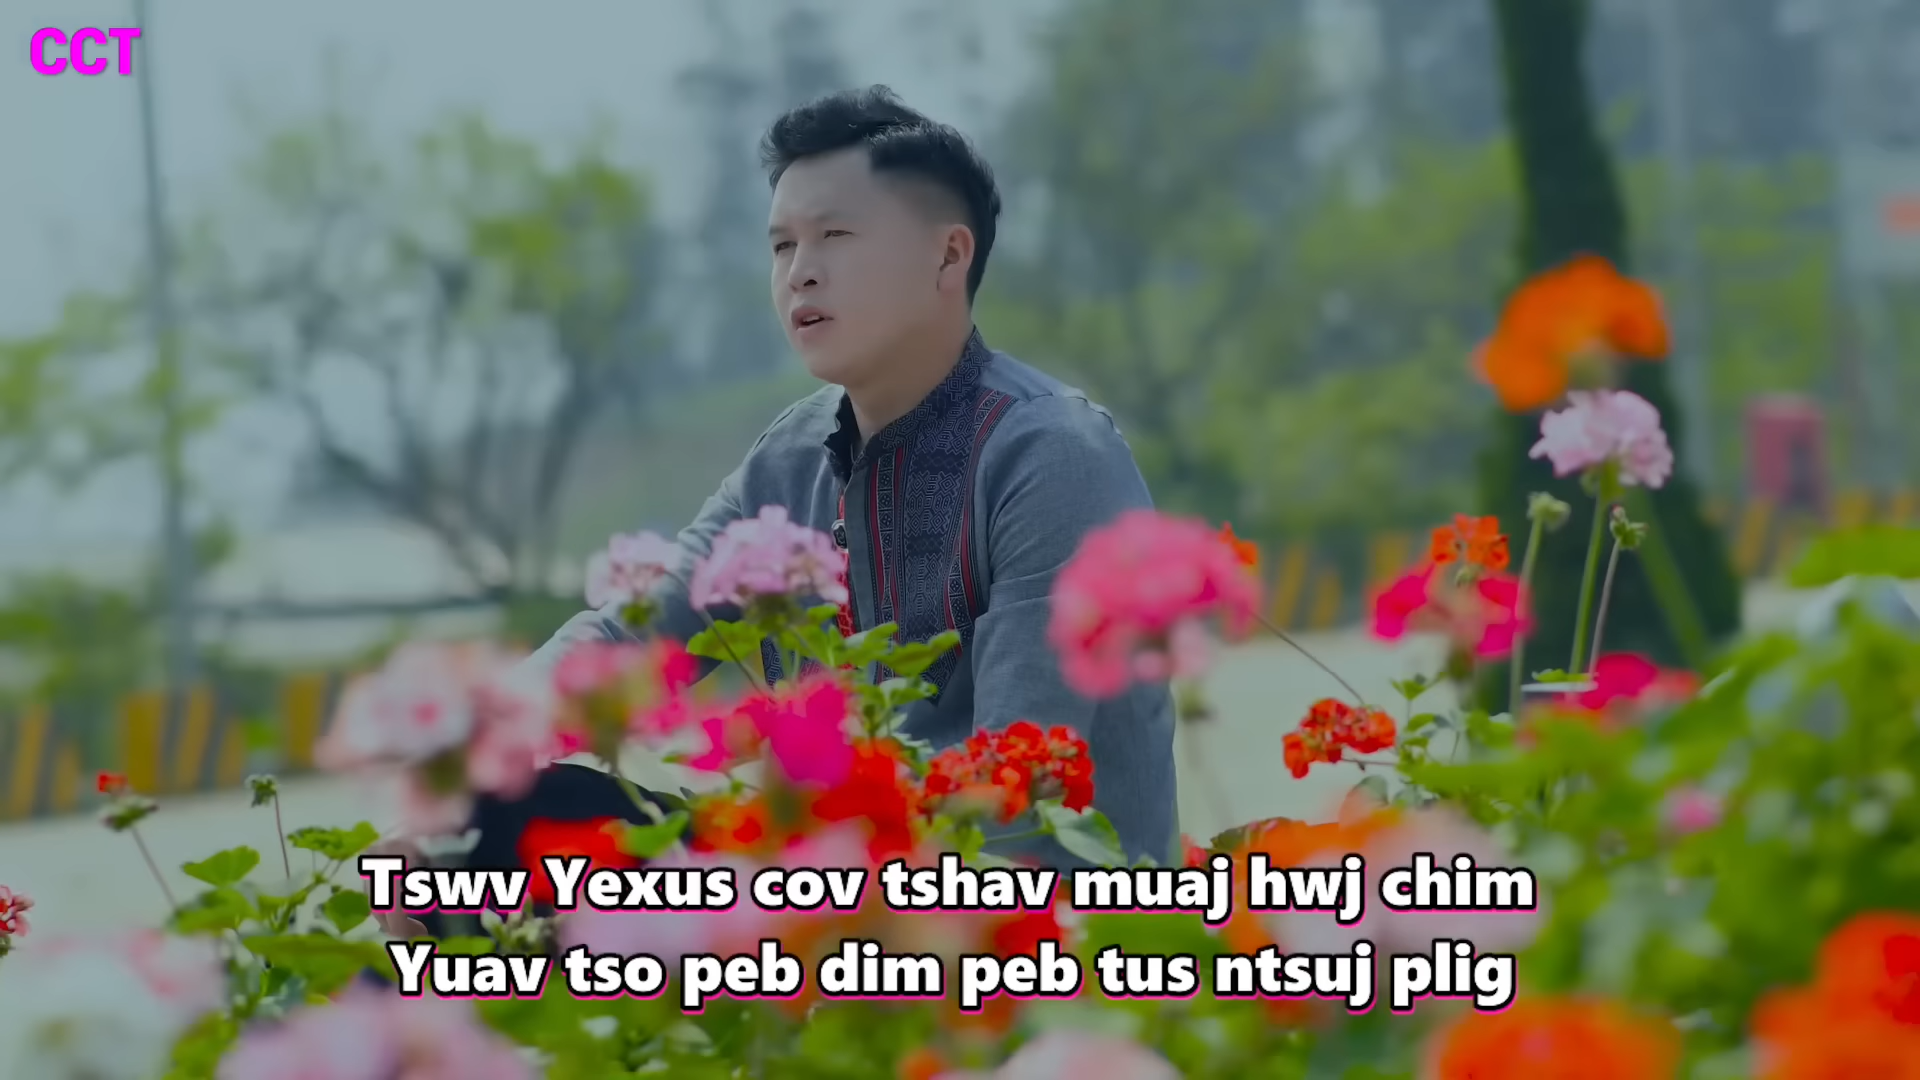 CCT
Tswv Yexus cov tshav muaj hwj chim
Yuav tso peb dim peb tus ntsuj plig